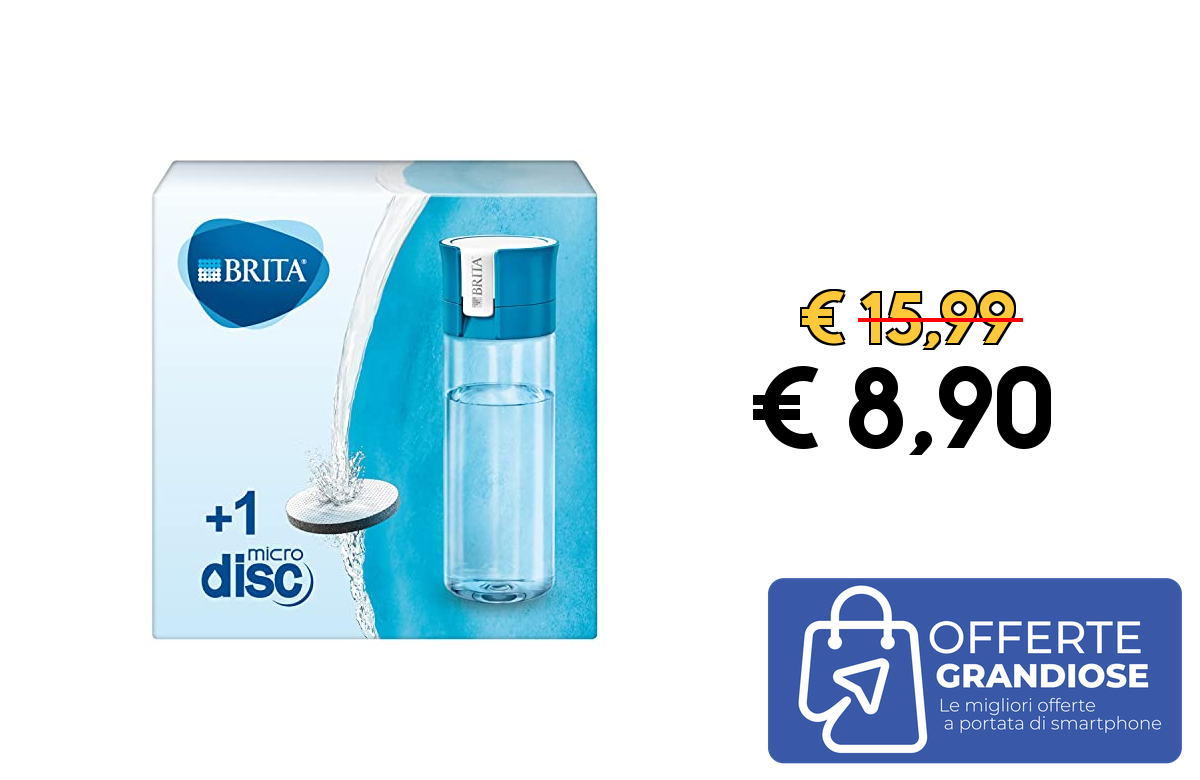 BRITA®
BRITA
+1
micro
disc
€ 15,99
€ 8,90
OFFERTE
GRANDIOSE
Le migliori offerte
a portata di smartphone